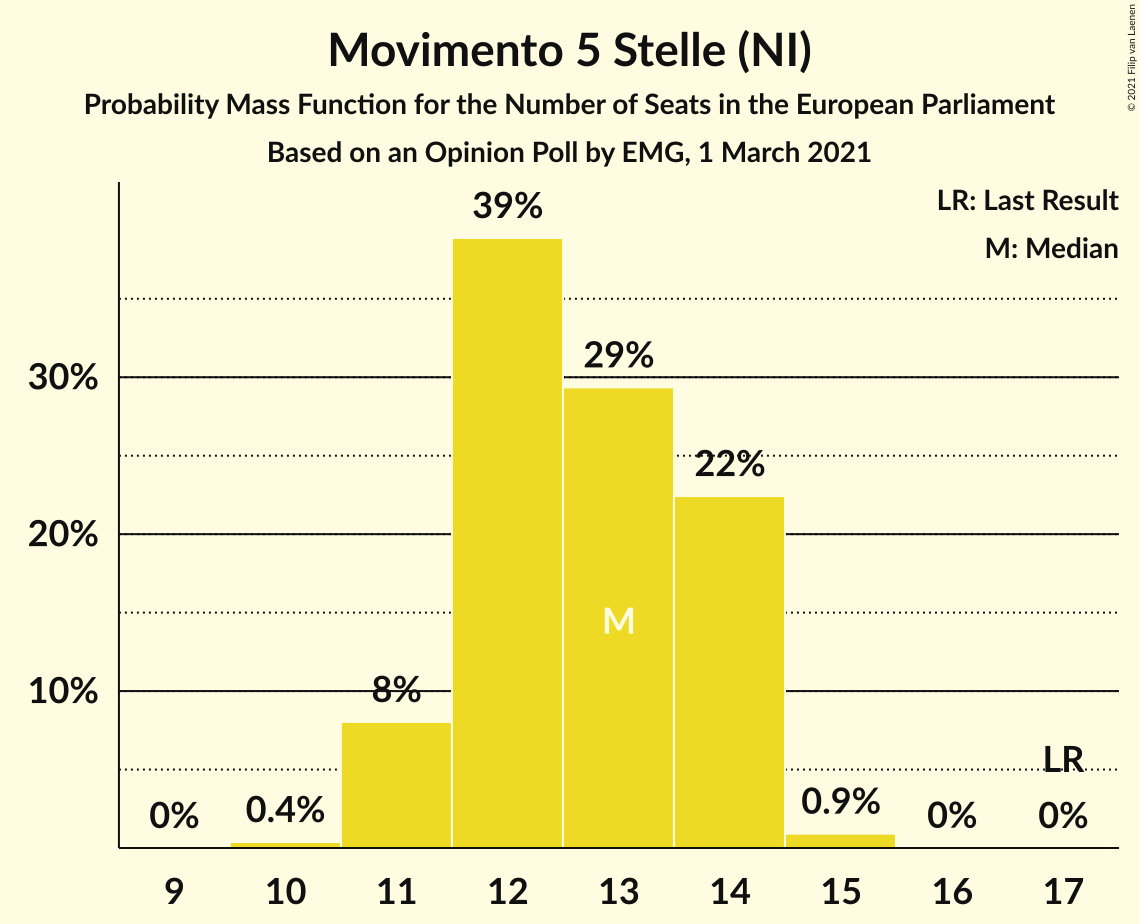 Movimento 5 Stelle (NI)
Probability Mass Function for the Number of Seats in the European Parliament
Based on an Opinion Poll by EMG, 1 March 2021
© 2021 Filip van Laenen
LR: Last Result
M: Median
39%
29%
22%
8%
0%
0.4%
0.9%
0%
0%
LR
M
30%
20%
10%
9 10 11 12 13 14 15 16 17